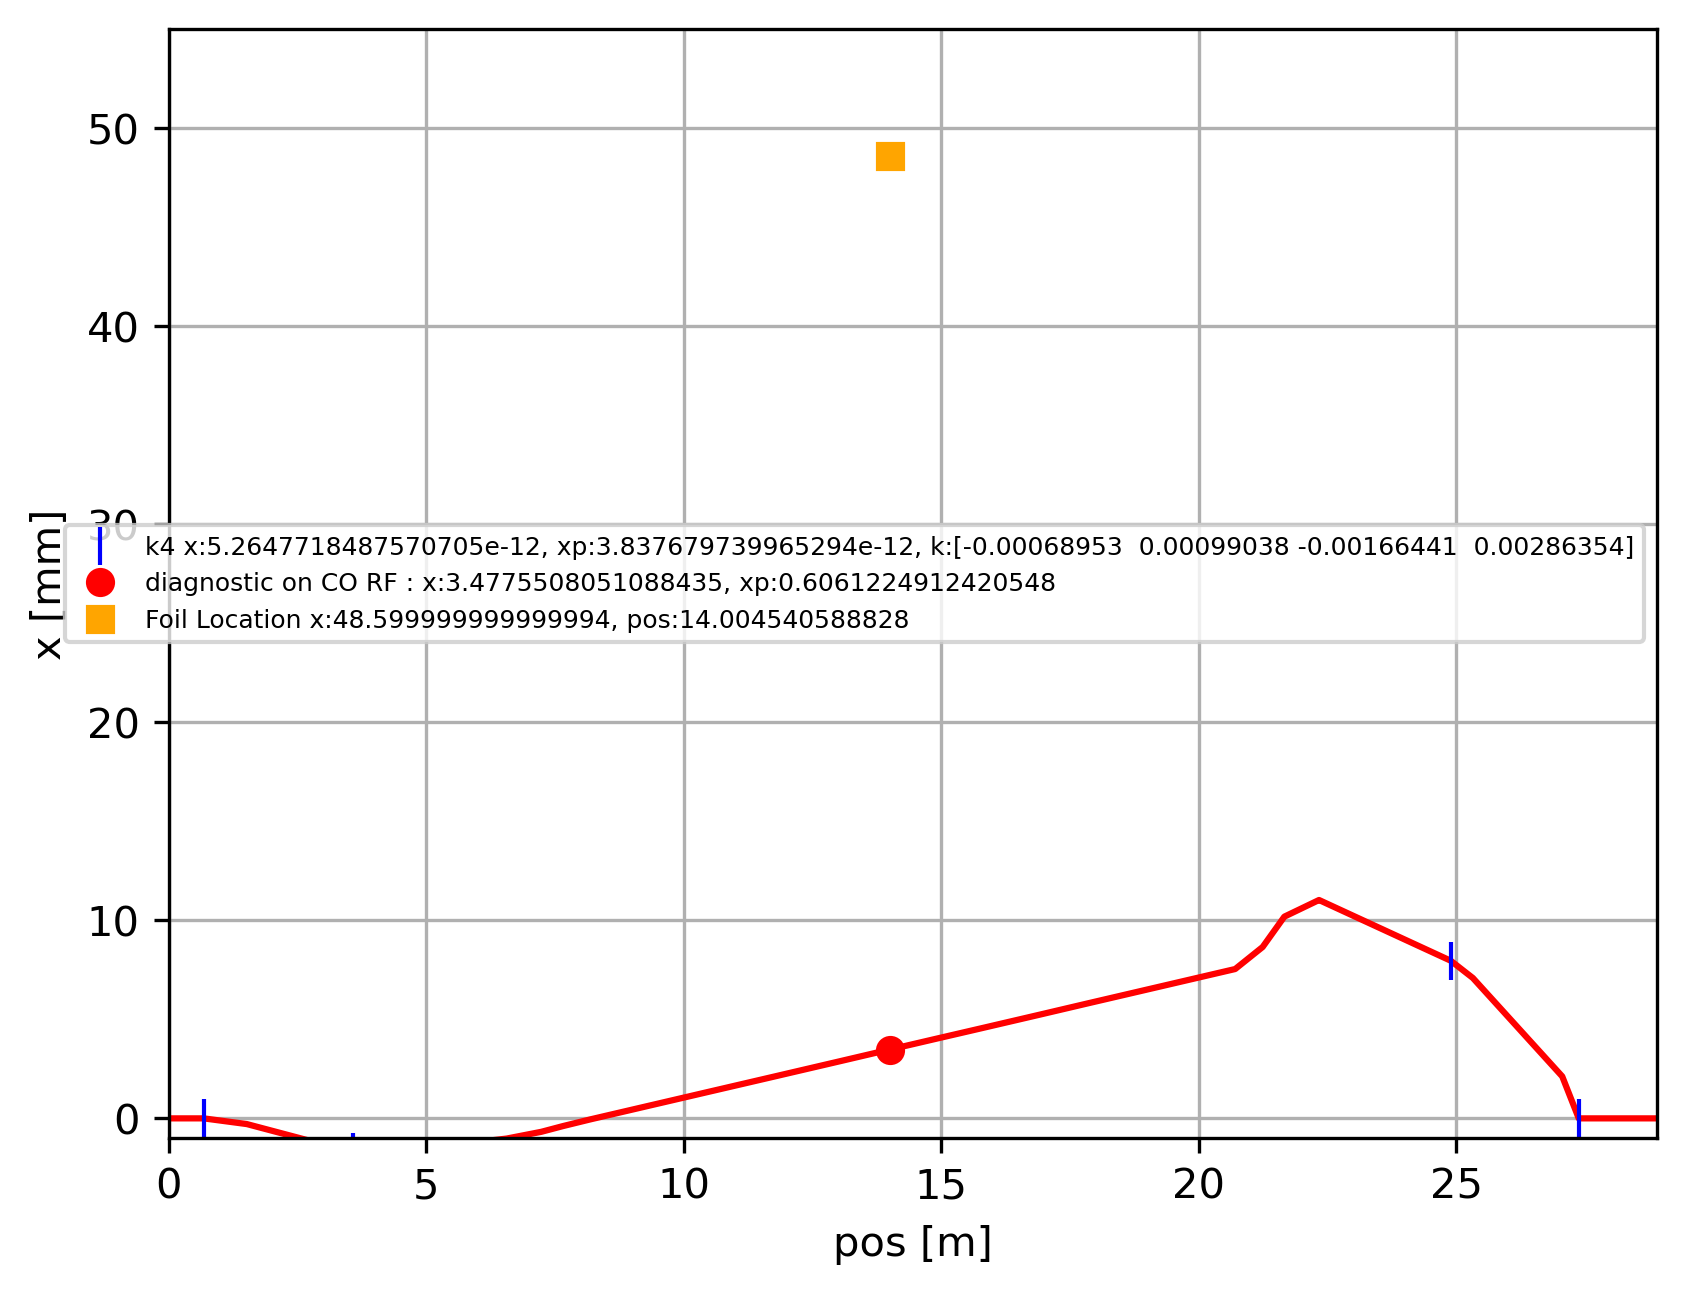 50
40
30
k4 x:5.2647718487570705e-12, xp:3.837679739965294e-12, k:[-0.00068953  0.00099038 -0.00166441  0.00286354]
diagnostic on CO RF : x:3.4775508051088435, xp:0.6061224912420548
Foil Location x:48.599999999999994, pos:14.004540588828
x [mm]
20
10
0
0 5 10 15 20 25
pos [m]